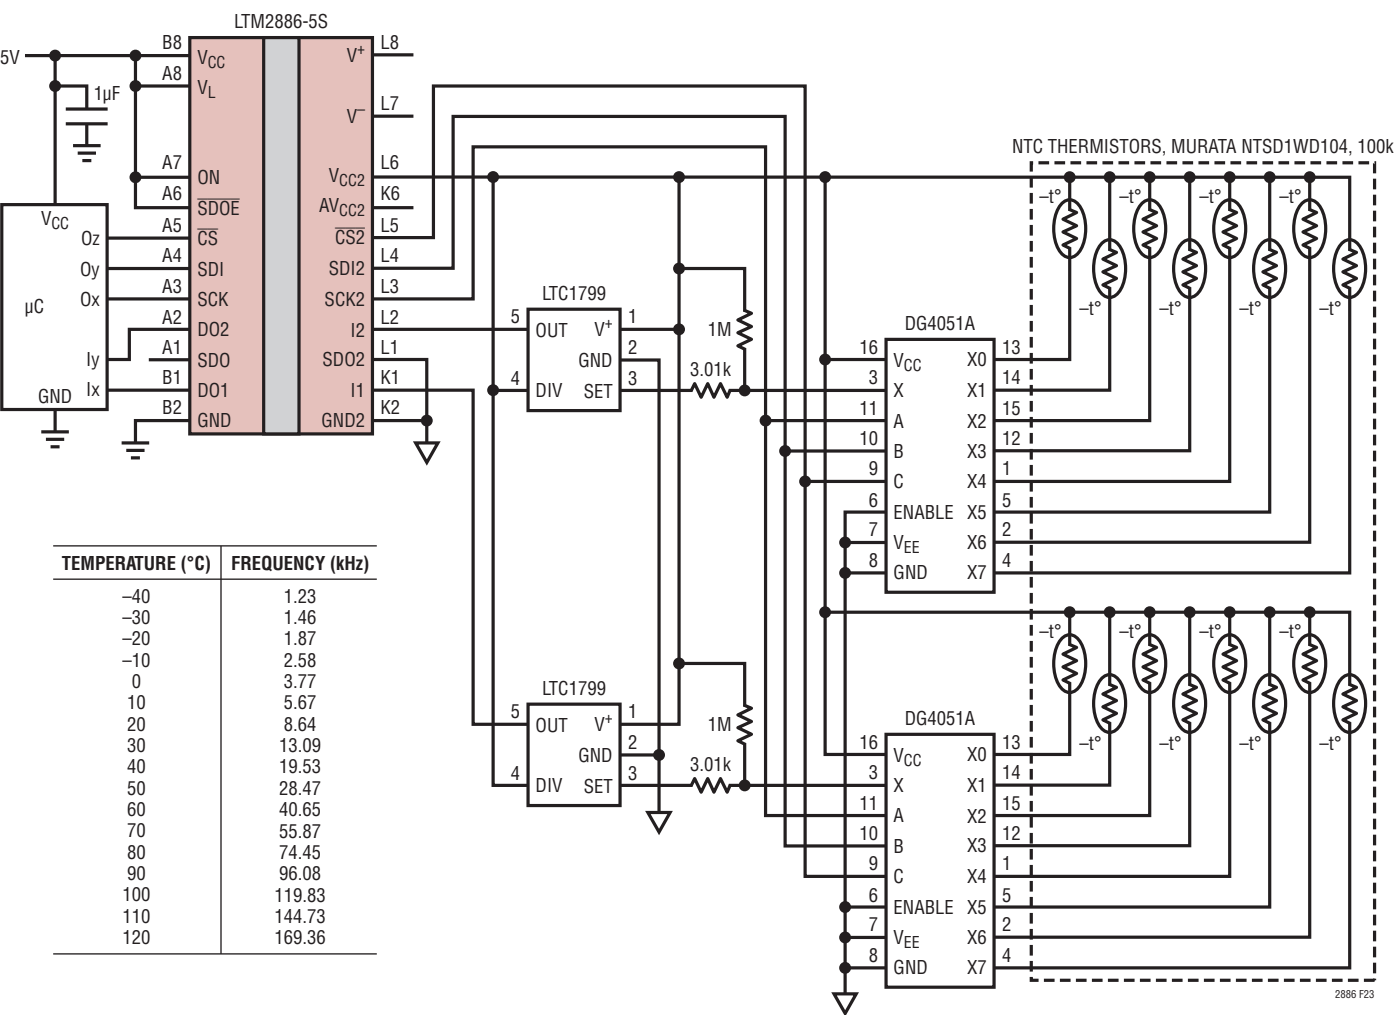 LTM2886-5S
5V
1µF
B8
A8
A7
A6
A5
A4
A3
A2
A1
B1
B2
VCC
VL
ON
SDOE
CS
SDI
SCK
DO2
SDO
DO1
GND
V+
V–
VCC2
AVCC2
CS2
SDI2
SCK2
I2
SDO2
I1
GND2
L8
L7
L6
K6
L5
L4
L3
L2
L1
K1
K2
VCC
Oz
Oy
Ox
µC
Iy
Ix
GND
LTC1799
5
OUT
V+
1
GND
2
4
DIV
SET
3
1M
3.01k
LTC1799
5
OUT
V+
1
GND
2
4
DIV
SET
3
1M
3.01k
NTC THERMISTORS, MURATA NTSD1WD104, 100k
–t°
–t°
–t°
–t°
–t°
–t°
–t°
–t°
DG4051A
16
VCC
X0
13
3
X
X1
14
11
A
X2
15
10
B
X3
12
9
C
X4
1
6
ENABLE
X5
5
7
VEE
X6
2
8
GND
X7
4
–t°
–t°
–t°
–t°
–t°
–t°
–t°
–t°
DG4051A
16
VCC
X0
13
3
X
X1
14
11
A
X2
15
10
B
X3
12
9
C
X4
1
6
ENABLE
X5
5
7
VEE
X6
2
8
GND
X7
4
TEMPERATURE (°C) FREQUENCY (kHz)
–40 1.23
–30 1.46
–20 1.87
–10 2.58
0 3.77
10 5.67
20 8.64
30 13.09
40 19.53
50 28.47
60 40.65
70 55.87
80 74.45
90 96.08
100 119.83
110 144.73
120 169.36
2886 F23